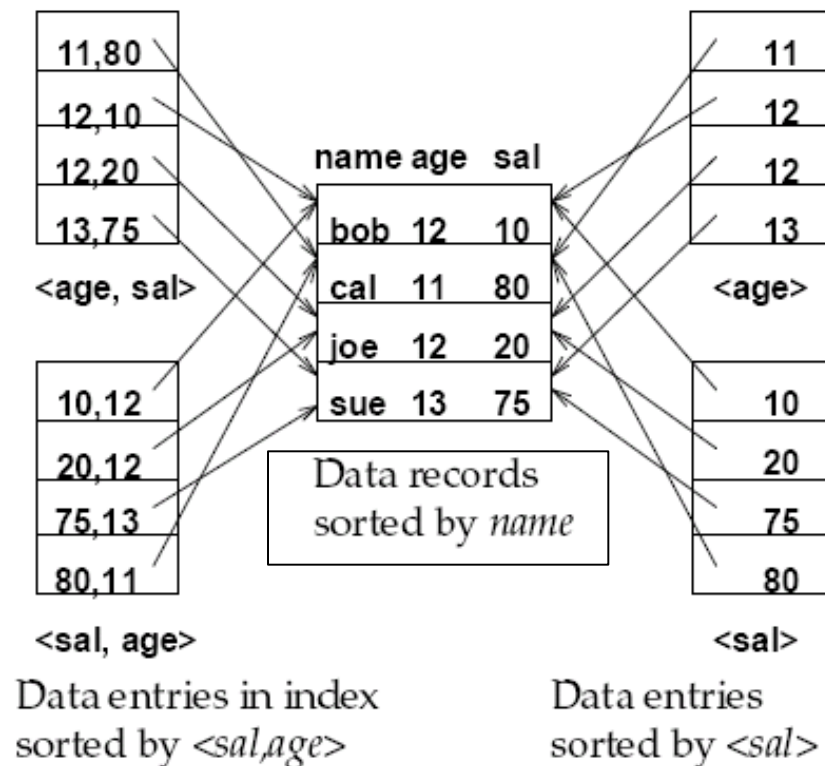 11,80
12,10
12,20
13,75
<age, sal>
10,12
20,12
75,13
80,11
<sal, age>
Data entries in index
sorted by <sal,age>
name age sal
bob 12 10
cal 11 80
joe 12 20
sue 13 75
Data records
sorted by name
11
12
12
13
<age>
10
20
75
80
<sal>
Data entries
sorted by <sal>